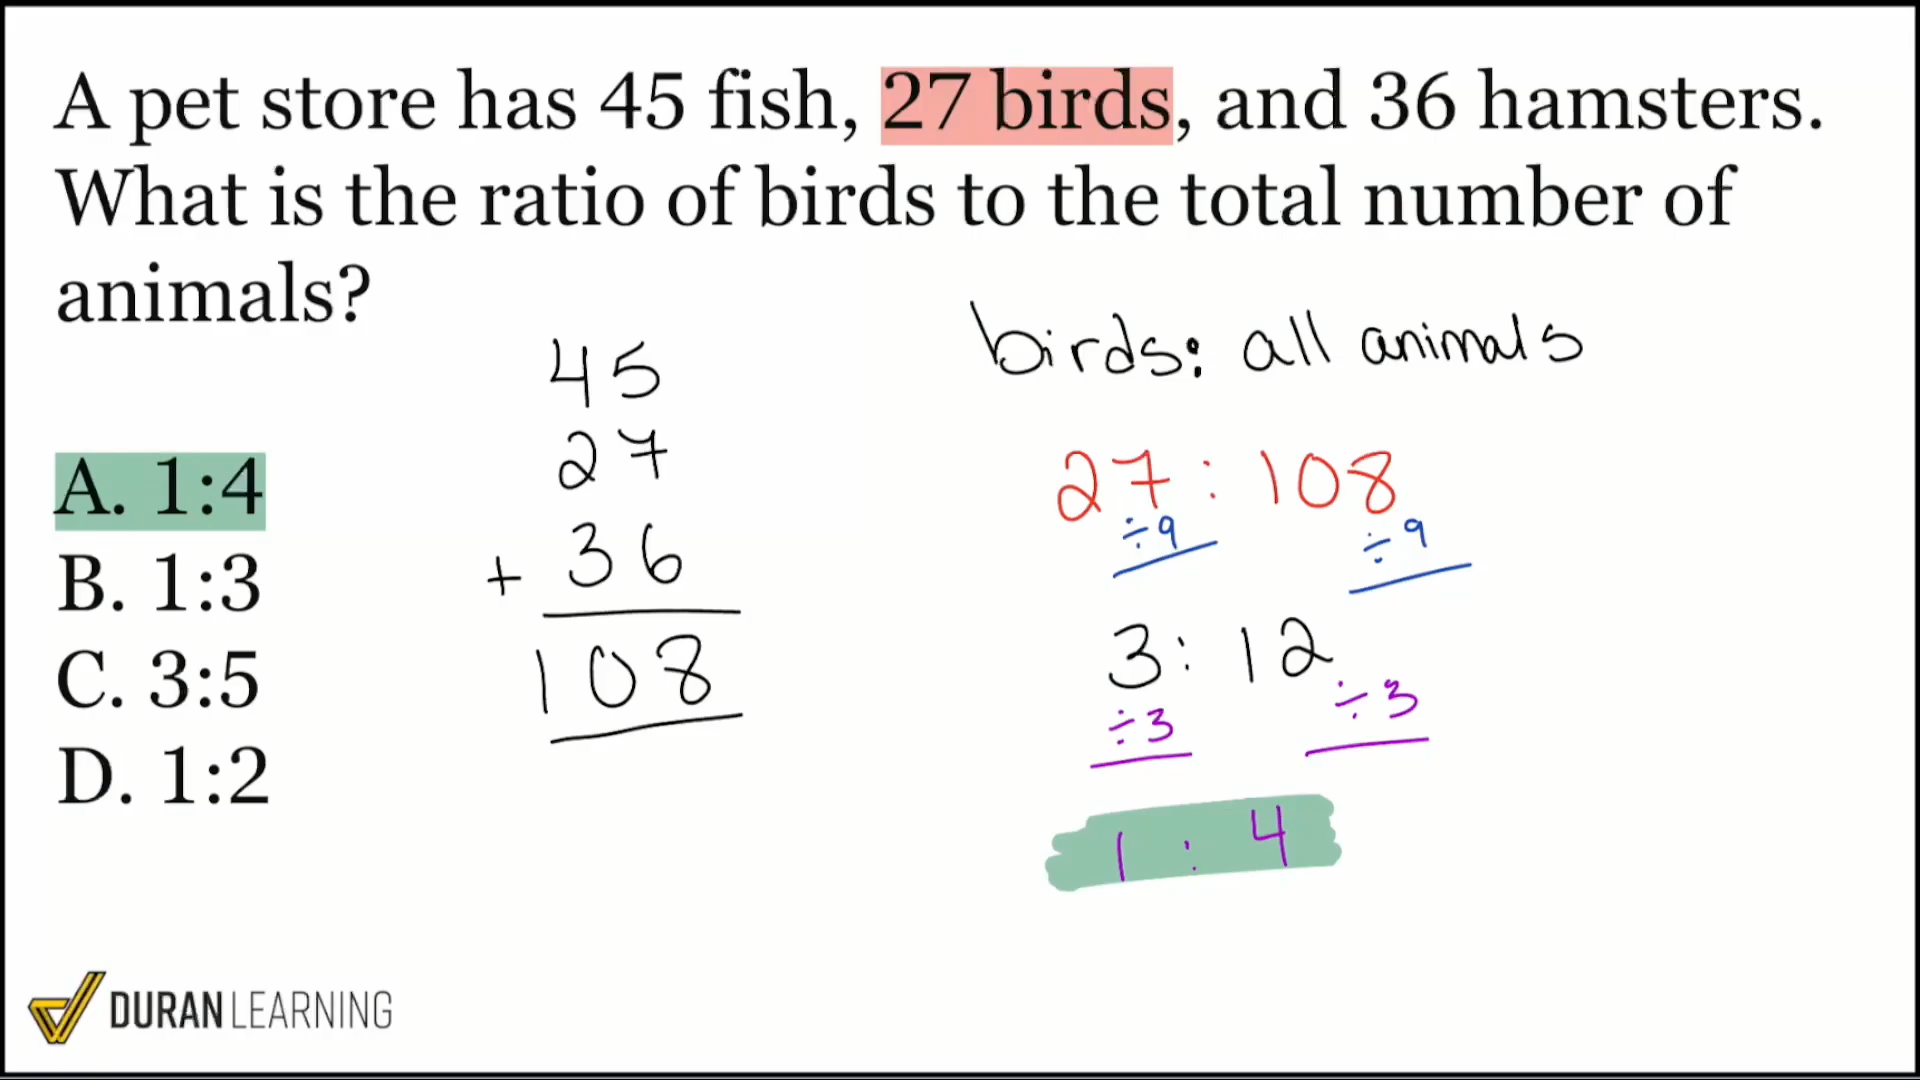 A pet store has 45 fish, 27 birds, and 36 hamsters.
What is the ratio of birds to the total number of
animals?
A. 1:4
B. 1:3
C. 3:5
D. 1:2
45
27
+ 36
108
birds: all animals
27 : 108
÷9 ÷9
3 : 12
÷3 ÷3
1 : 4
DURAN LEARNING